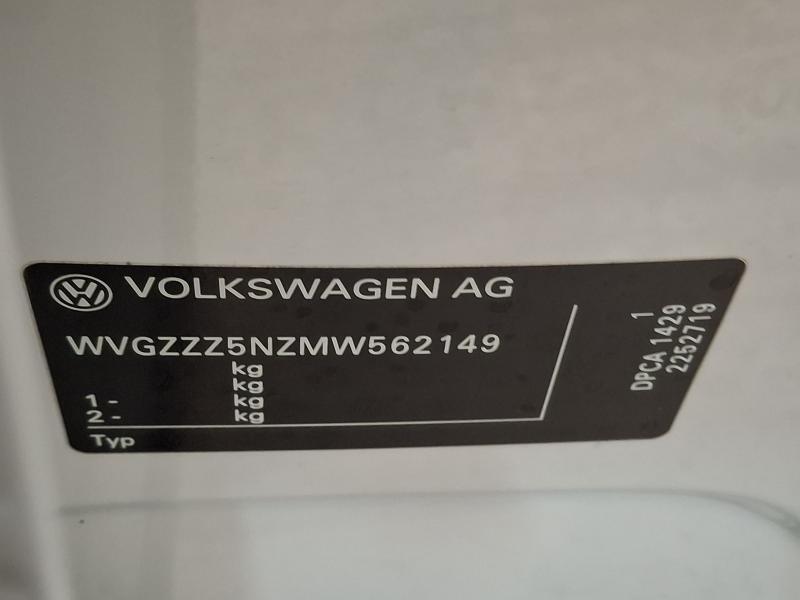 VOLKSWAGEN AG
WVGZZZ5NZMW562149
kg
kg
1 - kg
2 - kg
Typ
1
DPCA 1429
2252719